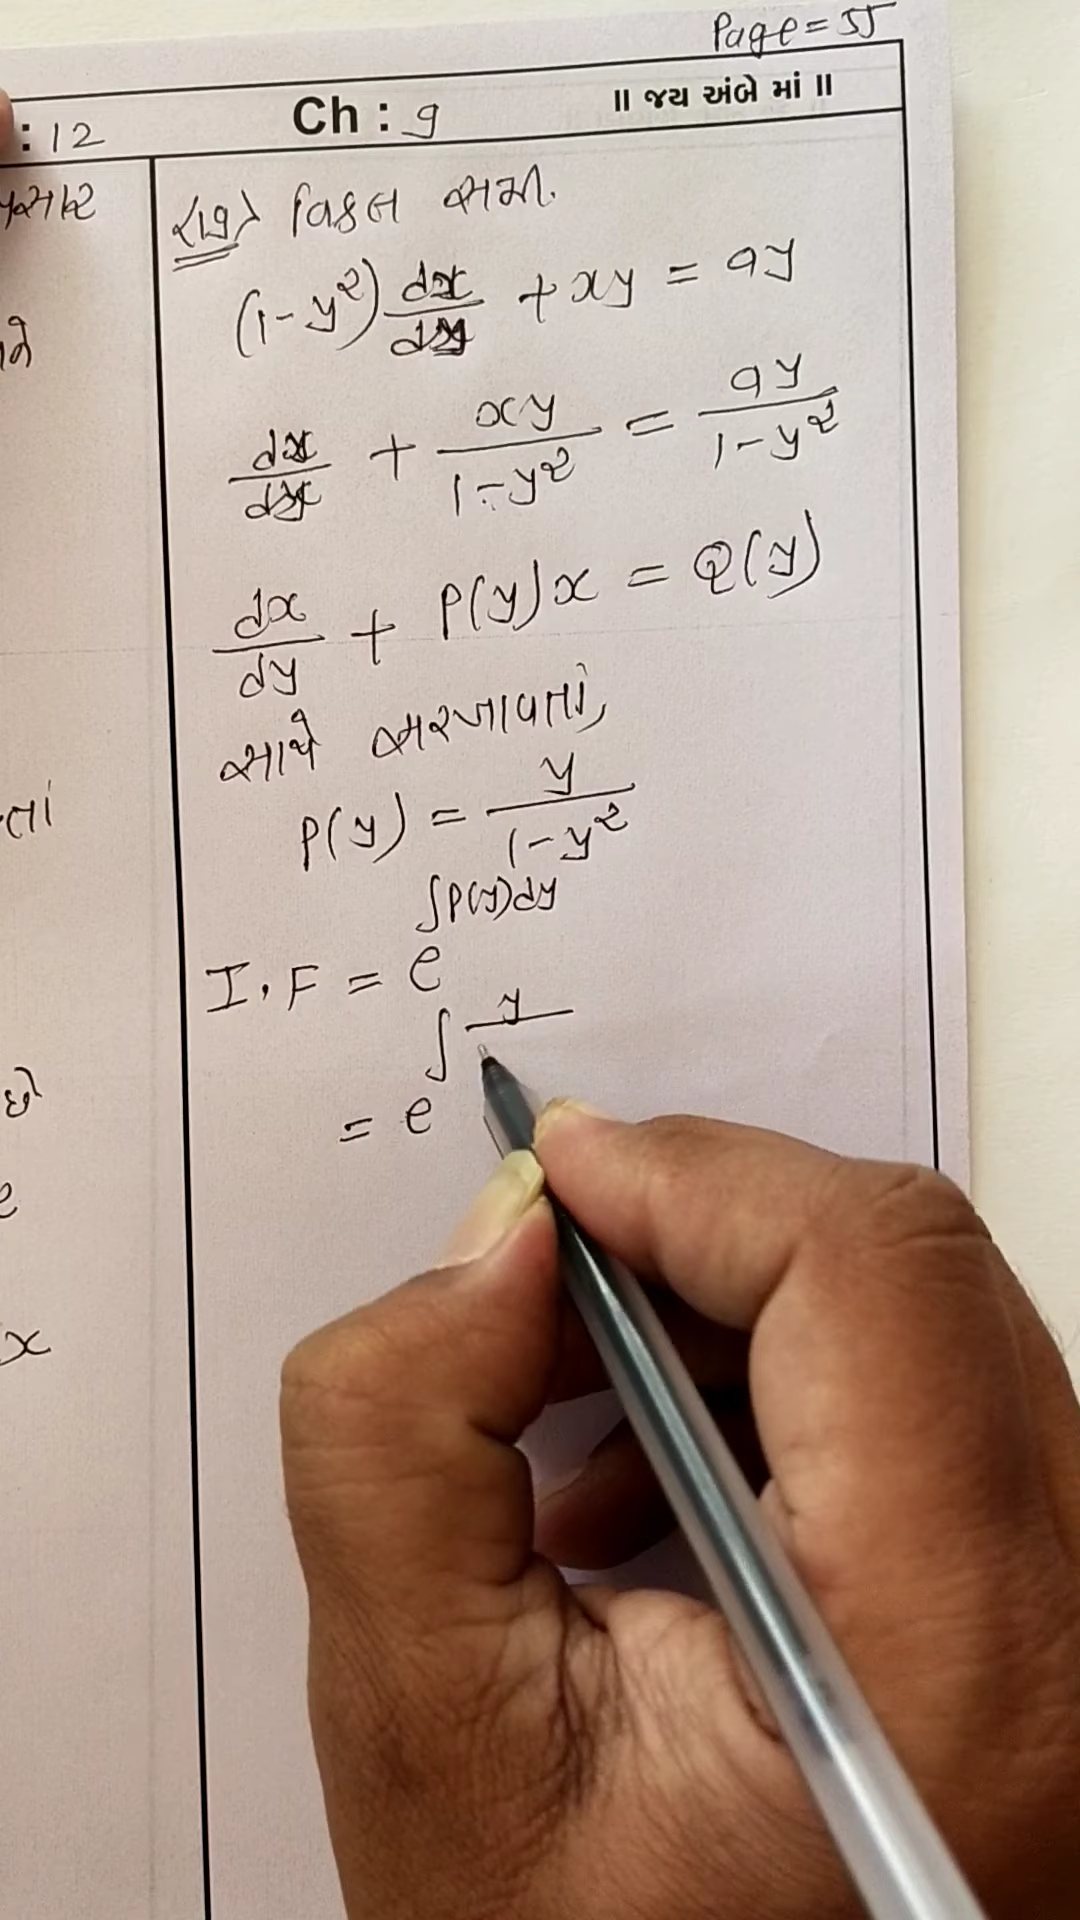 Page = 55
: 12 Ch : 9 ॥ જય અંબે માં ॥
વિકલ સમી.
(1-y²) dx/dy + xy = ay
dx/dy + xy/(1-y²) = ay/(1-y²)
dx/dy + P(y)x = Q(y)
સાથે સરખાવતાં,
P(y) = y/(1-y²)
I.F = e^∫P(y)dy
= e^∫ y
તાં
છે
e
x